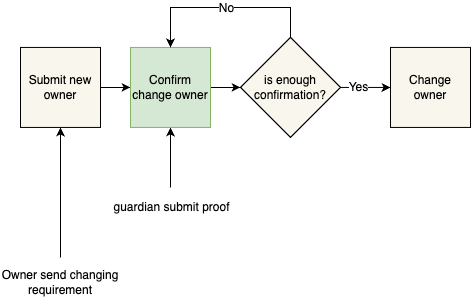 No
Submit new
owner
Confirm
change owner
is enough
confirmation?
Yes
Change
owner
guardian submit proof
Owner send changing
requirement